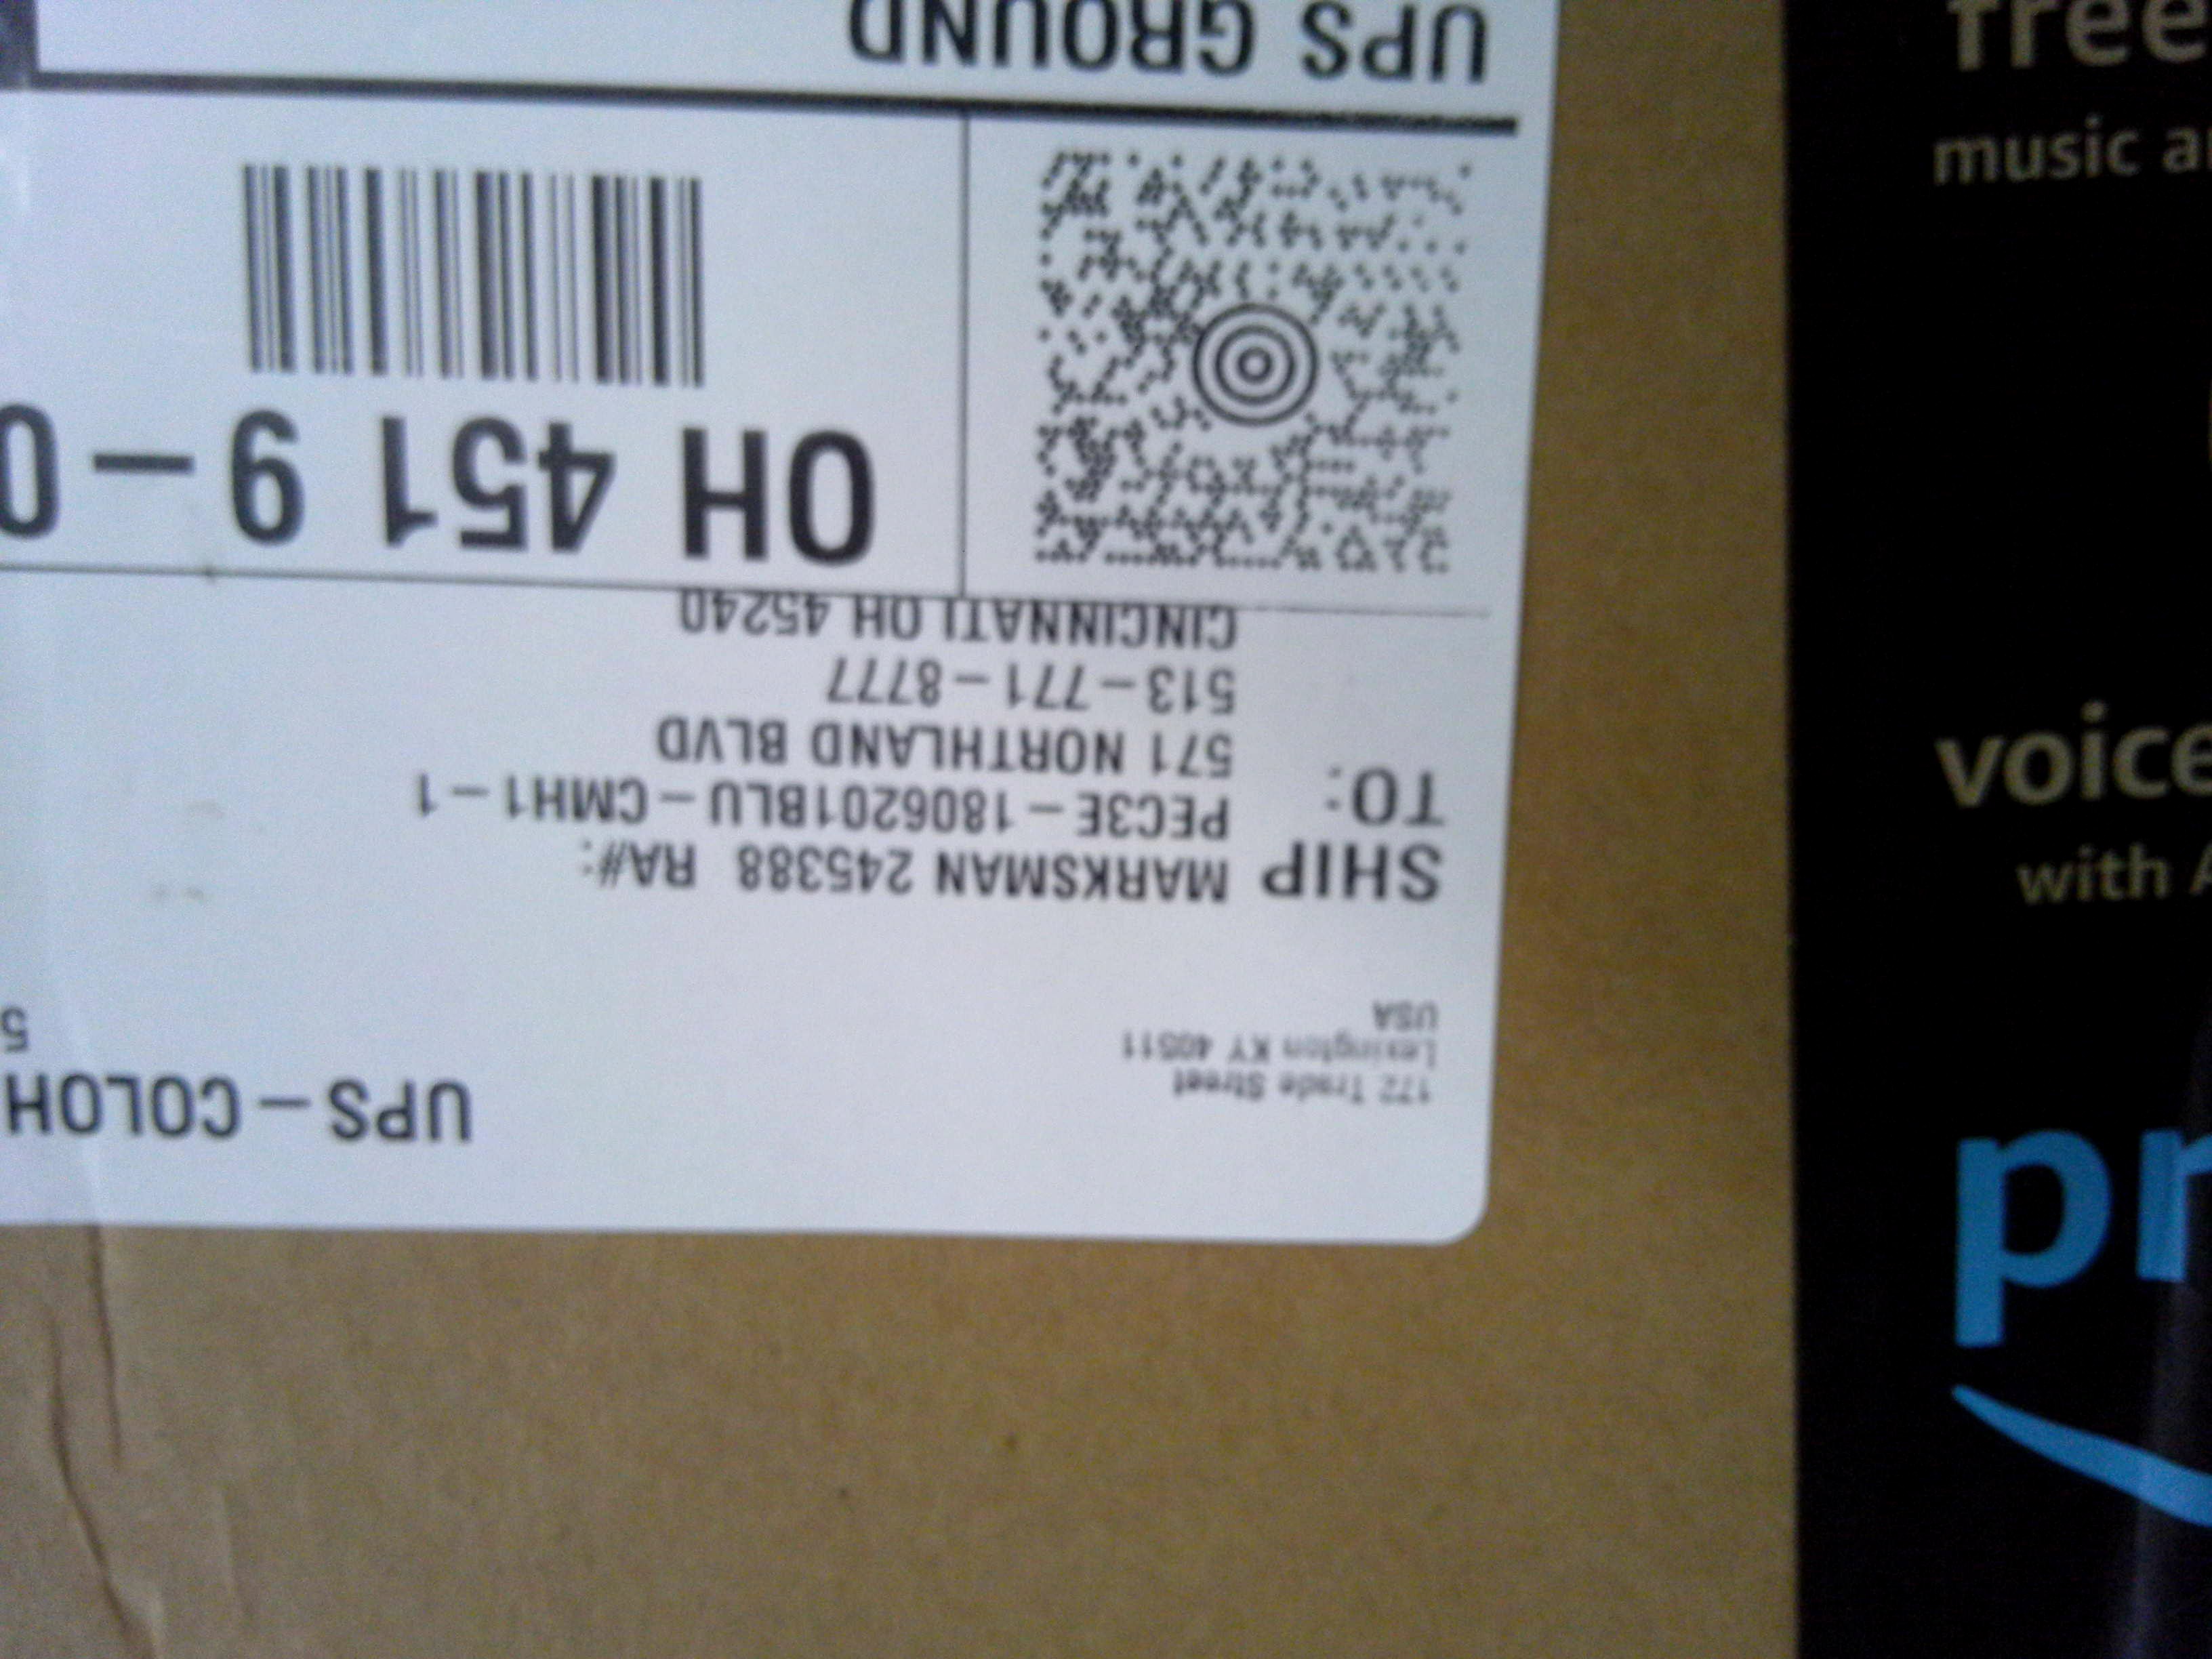 UPS-COLOH
5
172 Trade Street
Lexington KY 40511
USA
SHIP
TO:
MARKSMAN 245388 RA#:
PEC3E-1806201BLU-CMH1-1
571 NORTHLAND BLVD
513-771-8777
CINCINNATI OH 45240
OH 451 9-0
UPS GROUND
free
music a
voice
with A
pr